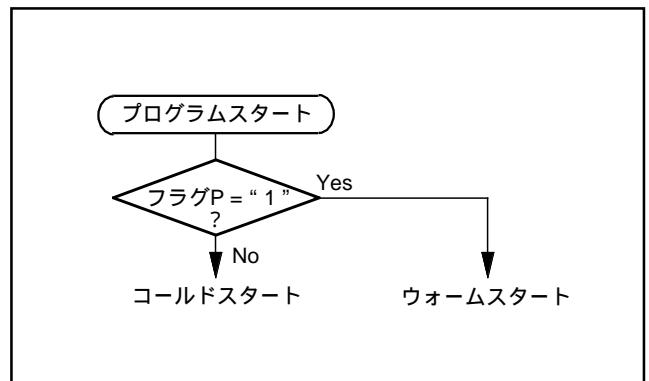 プログラムスタート
フラグP = “ 1 ”
?
Yes
No
コールドスタート
ウォームスタート